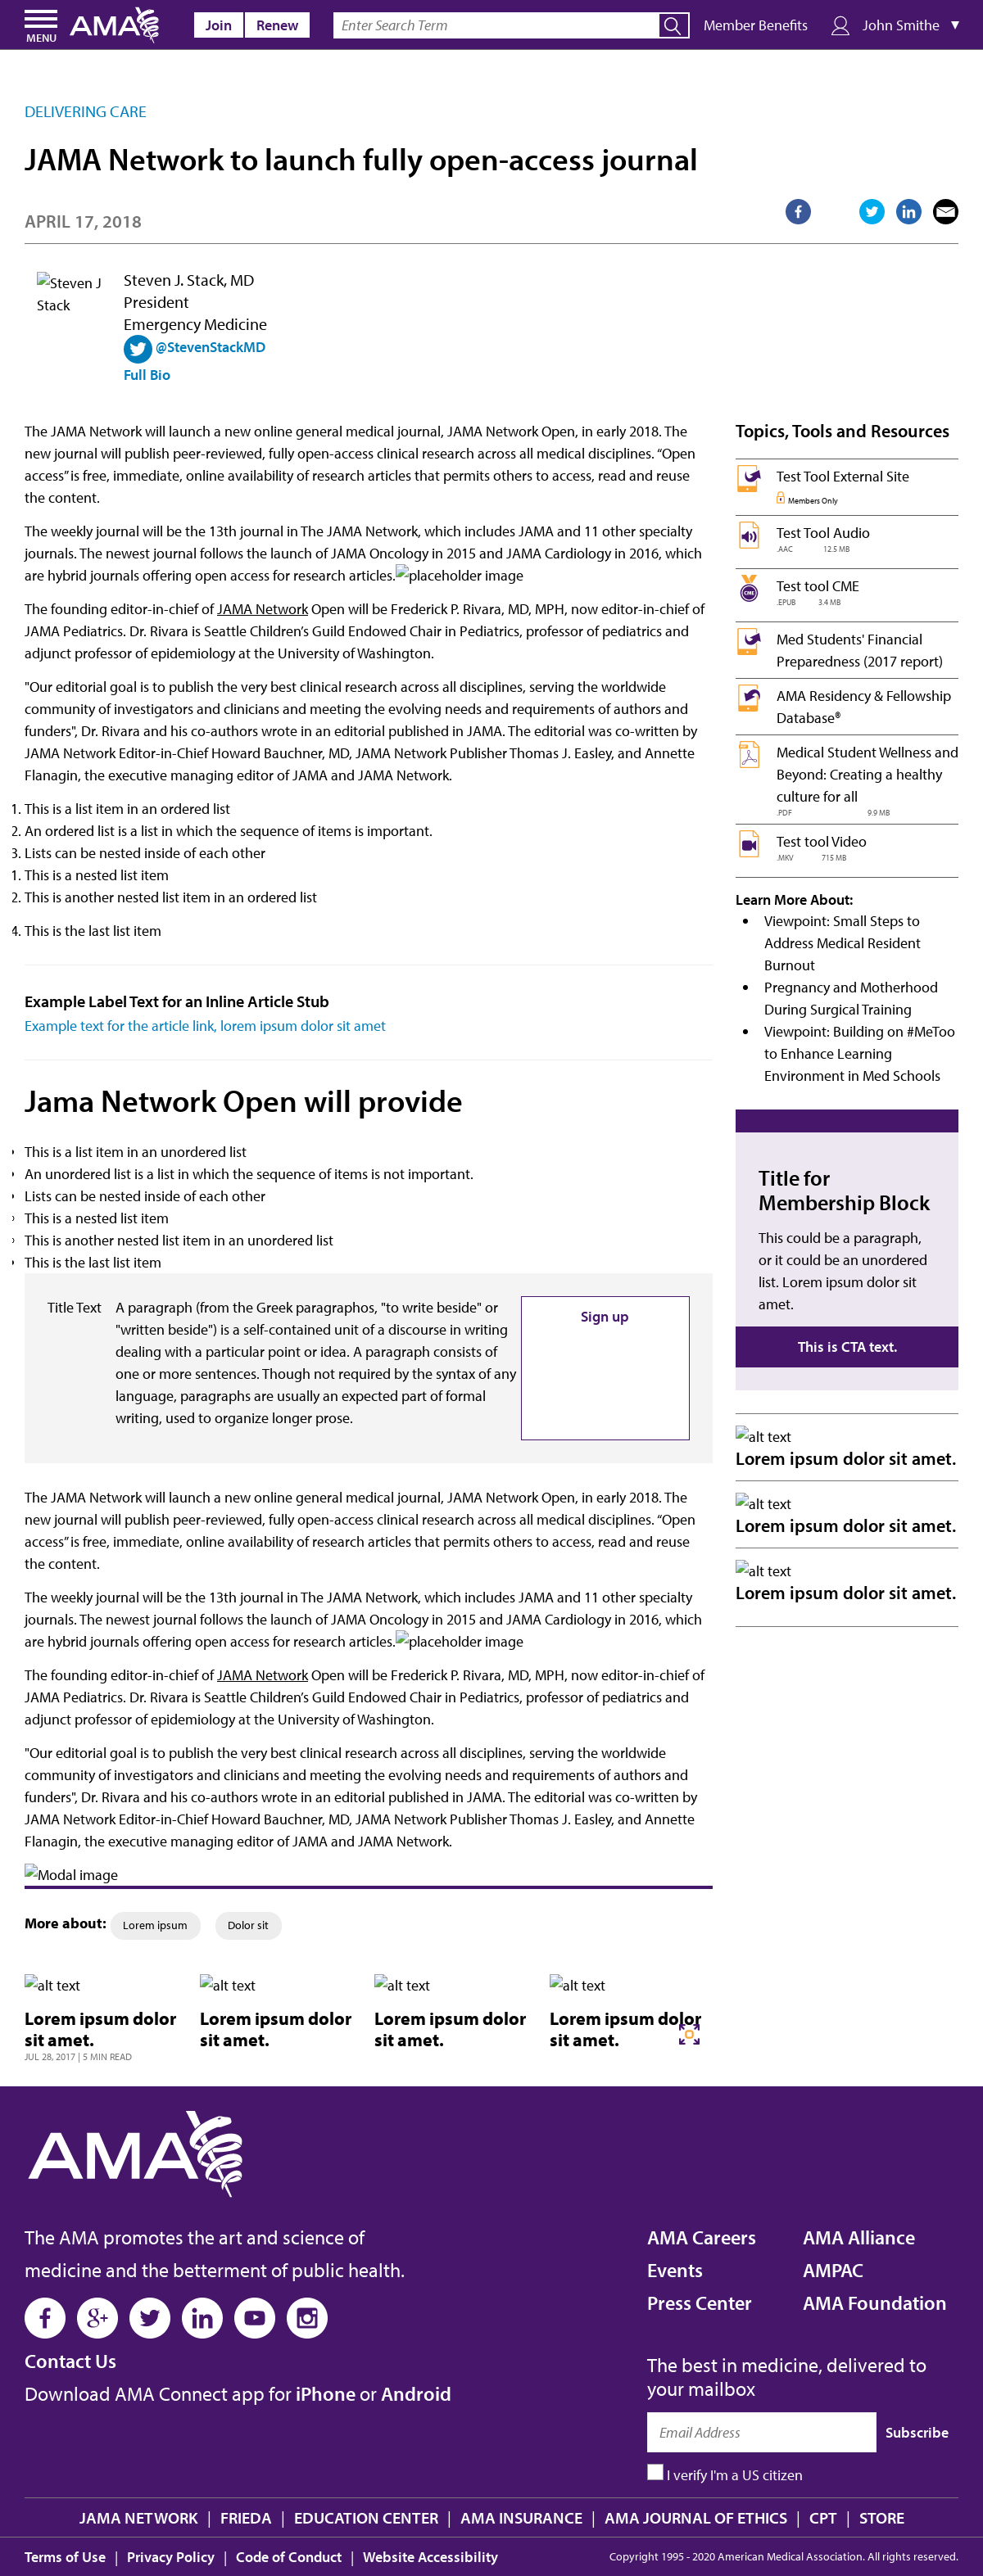 MENU
AMA
Join
Renew
Enter Search Term
Member Benefits
John Smithe
DELIVERING CARE
JAMA Network to launch fully open-access journal
APRIL 17, 2018
Steven J
Stack
Steven J. Stack, MD
President
Emergency Medicine
@StevenStackMD
Full Bio
The JAMA Network will launch a new online general medical journal, JAMA Network Open, in early 2018. The
new journal will publish peer-reviewed, fully open-access clinical research across all medical disciplines. “Open
access” is free, immediate, online availability of research articles that permits others to access, read and reuse
the content.
The weekly journal will be the 13th journal in The JAMA Network, which includes JAMA and 11 other specialty
journals. The newest journal follows the launch of JAMA Oncology in 2015 and JAMA Cardiology in 2016, which
are hybrid journals offering open access for research articles. placeholder image
The founding editor-in-chief of JAMA Network Open will be Frederick P. Rivara, MD, MPH, now editor-in-chief of
JAMA Pediatrics. Dr. Rivara is Seattle Children’s Guild Endowed Chair in Pediatrics, professor of pediatrics and
adjunct professor of epidemiology at the University of Washington.
"Our editorial goal is to publish the very best clinical research across all disciplines, serving the worldwide
community of investigators and clinicians and meeting the evolving needs and requirements of authors and
funders", Dr. Rivara and his co-authors wrote in an editorial published in JAMA. The editorial was co-written by
JAMA Network Editor-in-Chief Howard Bauchner, MD, JAMA Network Publisher Thomas J. Easley, and Annette
Flanagin, the executive managing editor of JAMA and JAMA Network.
1. This is a list item in an ordered list
2. An ordered list is a list in which the sequence of items is important.
3. Lists can be nested inside of each other
1. This is a nested list item
2. This is another nested list item in an ordered list
4. This is the last list item
Example Label Text for an Inline Article Stub
Example text for the article link, lorem ipsum dolor sit amet
Jama Network Open will provide
This is a list item in an unordered list
An unordered list is a list in which the sequence of items is not important.
Lists can be nested inside of each other
This is a nested list item
This is another nested list item in an unordered list
This is the last list item
Title Text
A paragraph (from the Greek paragraphos, "to write beside" or
"written beside") is a self-contained unit of a discourse in writing
dealing with a particular point or idea. A paragraph consists of
one or more sentences. Though not required by the syntax of any
language, paragraphs are usually an expected part of formal
writing, used to organize longer prose.
Sign up
The JAMA Network will launch a new online general medical journal, JAMA Network Open, in early 2018. The
new journal will publish peer-reviewed, fully open-access clinical research across all medical disciplines. “Open
access” is free, immediate, online availability of research articles that permits others to access, read and reuse
the content.
The weekly journal will be the 13th journal in The JAMA Network, which includes JAMA and 11 other specialty
journals. The newest journal follows the launch of JAMA Oncology in 2015 and JAMA Cardiology in 2016, which
are hybrid journals offering open access for research articles. placeholder image
The founding editor-in-chief of JAMA Network Open will be Frederick P. Rivara, MD, MPH, now editor-in-chief of
JAMA Pediatrics. Dr. Rivara is Seattle Children’s Guild Endowed Chair in Pediatrics, professor of pediatrics and
adjunct professor of epidemiology at the University of Washington.
"Our editorial goal is to publish the very best clinical research across all disciplines, serving the worldwide
community of investigators and clinicians and meeting the evolving needs and requirements of authors and
funders", Dr. Rivara and his co-authors wrote in an editorial published in JAMA. The editorial was co-written by
JAMA Network Editor-in-Chief Howard Bauchner, MD, JAMA Network Publisher Thomas J. Easley, and Annette
Flanagin, the executive managing editor of JAMA and JAMA Network.
Modal image
More about: Lorem ipsum Dolor sit
alt text
Lorem ipsum dolor
sit amet.
JUL 28, 2017 | 5 MIN READ
alt text
Lorem ipsum dolor
sit amet.
alt text
Lorem ipsum dolor
sit amet.
alt text
Lorem ipsum dolor
sit amet.
Topics, Tools and Resources
Test Tool External Site
Members Only
Test Tool Audio
.AAC 12.5 MB
CME
Test tool CME
.EPUB 3.4 MB
Med Students' Financial
Preparedness (2017 report)
AMA Residency & Fellowship
Database®
Medical Student Wellness and
Beyond: Creating a healthy
culture for all
.PDF 9.9 MB
Test tool Video
.MKV 715 MB
Learn More About:
Viewpoint: Small Steps to
Address Medical Resident
Burnout
Pregnancy and Motherhood
During Surgical Training
Viewpoint: Building on #MeToo
to Enhance Learning
Environment in Med Schools
Title for
Membership Block
This could be a paragraph,
or it could be an unordered
list. Lorem ipsum dolor sit
amet.
This is CTA text.
alt text
Lorem ipsum dolor sit amet.
alt text
Lorem ipsum dolor sit amet.
alt text
Lorem ipsum dolor sit amet.
AMA
The AMA promotes the art and science of
medicine and the betterment of public health.
Contact Us
Download AMA Connect app for iPhone or Android
AMA Careers
Events
Press Center
AMA Alliance
AMPAC
AMA Foundation
The best in medicine, delivered to
your mailbox
Email Address
Subscribe
I verify I'm a US citizen
JAMA NETWORK | FRIEDA | EDUCATION CENTER | AMA INSURANCE | AMA JOURNAL OF ETHICS | CPT | STORE
Terms of Use | Privacy Policy | Code of Conduct | Website Accessibility
Copyright 1995 - 2020 American Medical Association. All rights reserved.